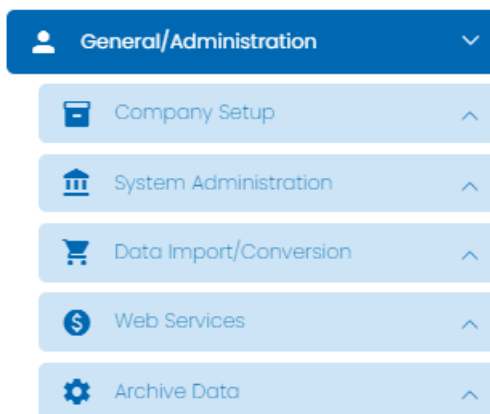 General/Administration
Company Setup
System Administration
Data Import/Conversion
Web Services
Archive Data